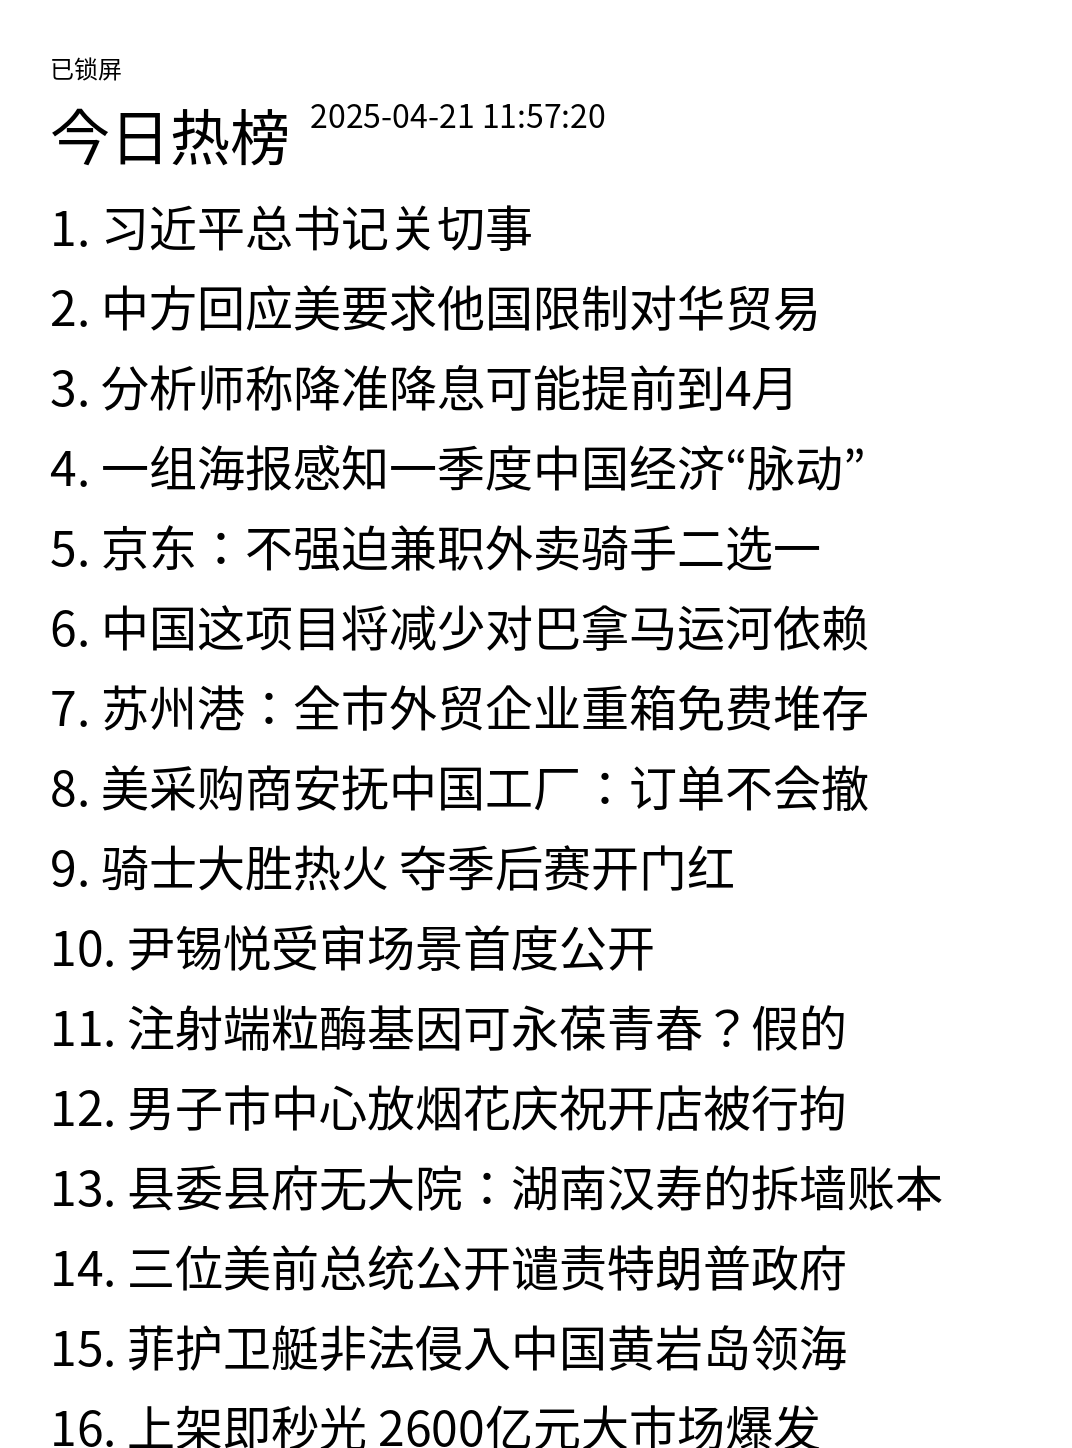 已锁屏
今日热榜 2025-04-21 11:57:20
1. 习近平总书记关切事
2. 中方回应美要求他国限制对华贸易
3. 分析师称降准降息可能提前到4月
4. 一组海报感知一季度中国经济“脉动”
5. 京东：不强迫兼职外卖骑手二选一
6. 中国这项目将减少对巴拿马运河依赖
7. 苏州港：全市外贸企业重箱免费堆存
8. 美采购商安抚中国工厂：订单不会撤
9. 骑士大胜热火 夺季后赛开门红
10. 尹锡悦受审场景首度公开
11. 注射端粒酶基因可永葆青春？假的
12. 男子市中心放烟花庆祝开店被行拘
13. 县委县府无大院：湖南汉寿的拆墙账本
14. 三位美前总统公开谴责特朗普政府
15. 菲护卫艇非法侵入中国黄岩岛领海
16. 上架即秒光 2600亿元大市场爆发